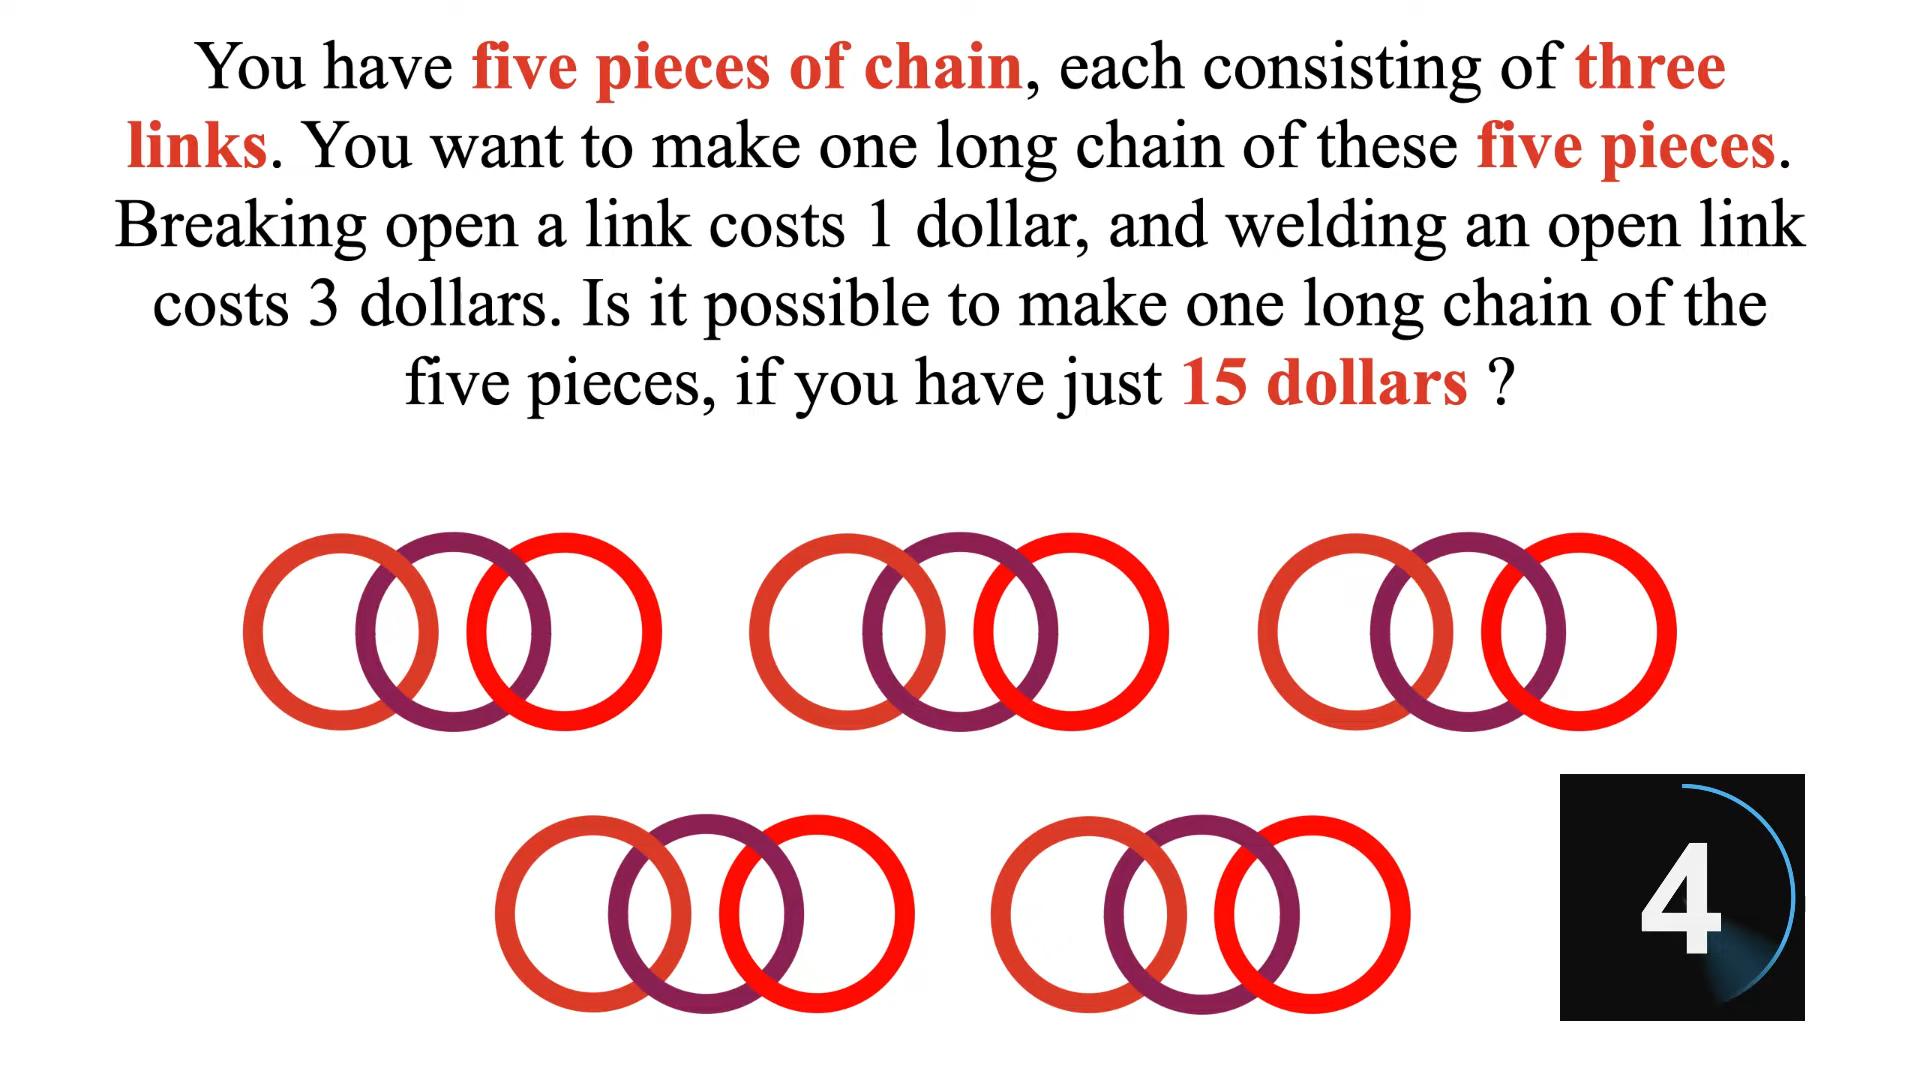 You have five pieces of chain, each consisting of three
links. You want to make one long chain of these five pieces.
Breaking open a link costs 1 dollar, and welding an open link
costs 3 dollars. Is it possible to make one long chain of the
five pieces, if you have just 15 dollars ?
4